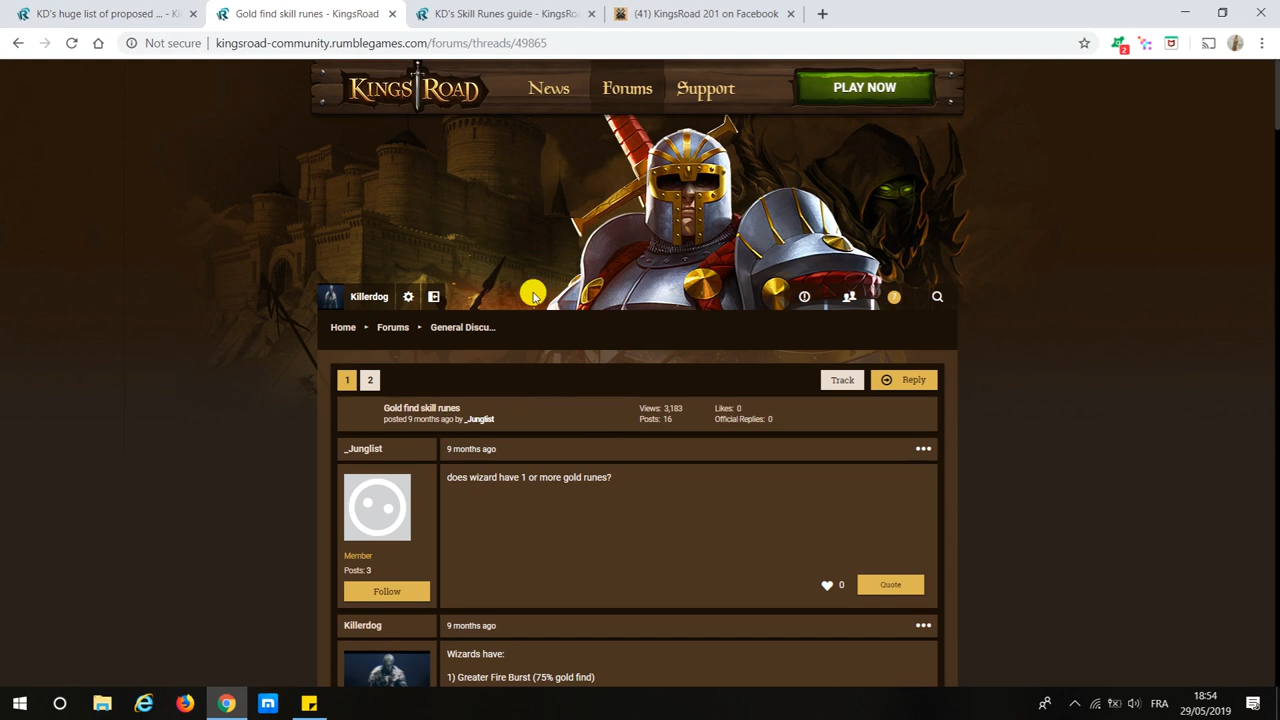 KD's huge list of proposed ... - Ki
Gold find skill runes - KingsRoad
KD's Skill Runes guide - KingsRo
(41) KingsRoad 201 on Facebook
Not secure
kingsroad-community.rumblegames.com/forums/threads/49865
2
KINGSROAD
News
Forums
Support
PLAY NOW
Killerdog
?
Home
Forums
General Discu...
1
2
Track
Reply
Gold find skill runes
posted 9 months ago by _Junglist
Views: 3,183
Posts: 16
Likes: 0
Official Replies: 0
_Junglist
9 months ago
does wizard have 1 or more gold runes?
Member
Posts: 3
Follow
0
Quote
Killerdog
9 months ago
Wizards have:
1) Greater Fire Burst (75% gold find)
FRA
18:54
29/05/2019